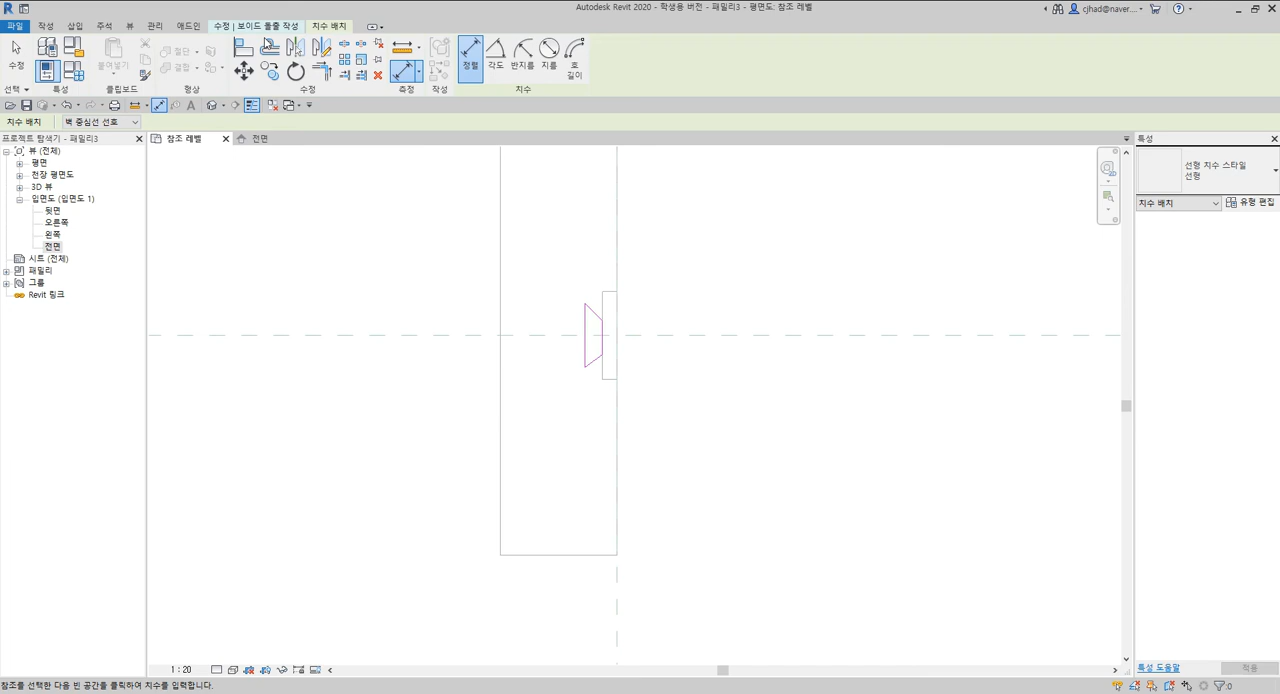 Autodesk Revit 2020 - 학생용 버전 - 패밀리3 - 평면도: 참조 레벨
cjhad@naver....
파일 작성 삽입 주석 뷰 관리 애드인 수정 | 보이드 돌출 작성 치수 배치
수정
붙여넣기
절단
결합
정렬 각도 반지름 지름 호 길이
선택 특성 클립보드 형상 수정 측정 작성 치수
치수 배치 벽 중심선 선호
프로젝트 탐색기 - 패밀리3
참조 레벨 전면
특성
뷰 (전체)
평면
천장 평면도
3D 뷰
입면도 (입면도 1)
뒷면
오른쪽
왼쪽
전면
시트 (전체)
패밀리
그룹
Revit 링크
2D
선형 치수 스타일
선형
치수 배치 유형 편집
1 : 20
특성 도움말 적용
참조를 선택한 다음 빈 공간을 클릭하여 치수를 입력합니다.
:0